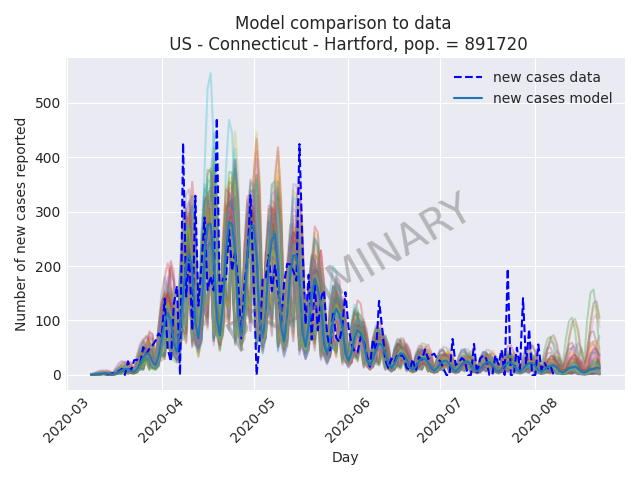 Model comparison to data
US - Connecticut - Hartford, pop. = 891720
new cases data
new cases model
Number of new cases reported
500
400
300
200
100
0
2020-03
2020-04
2020-05
2020-06
2020-07
2020-08
Day